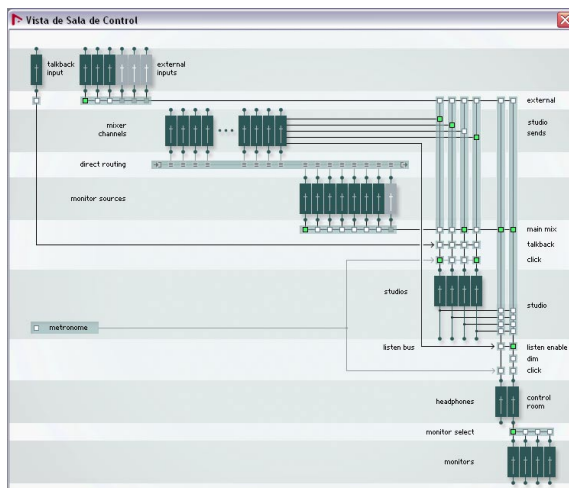 Vista de Sala de Control
talkback input
external inputs
external
mixer channels
studio sends
direct routing
monitor sources
main mix
talkback
click
studios
studio
metronome
listen bus
listen enable
dim
click
headphones
control room
monitor select
monitors